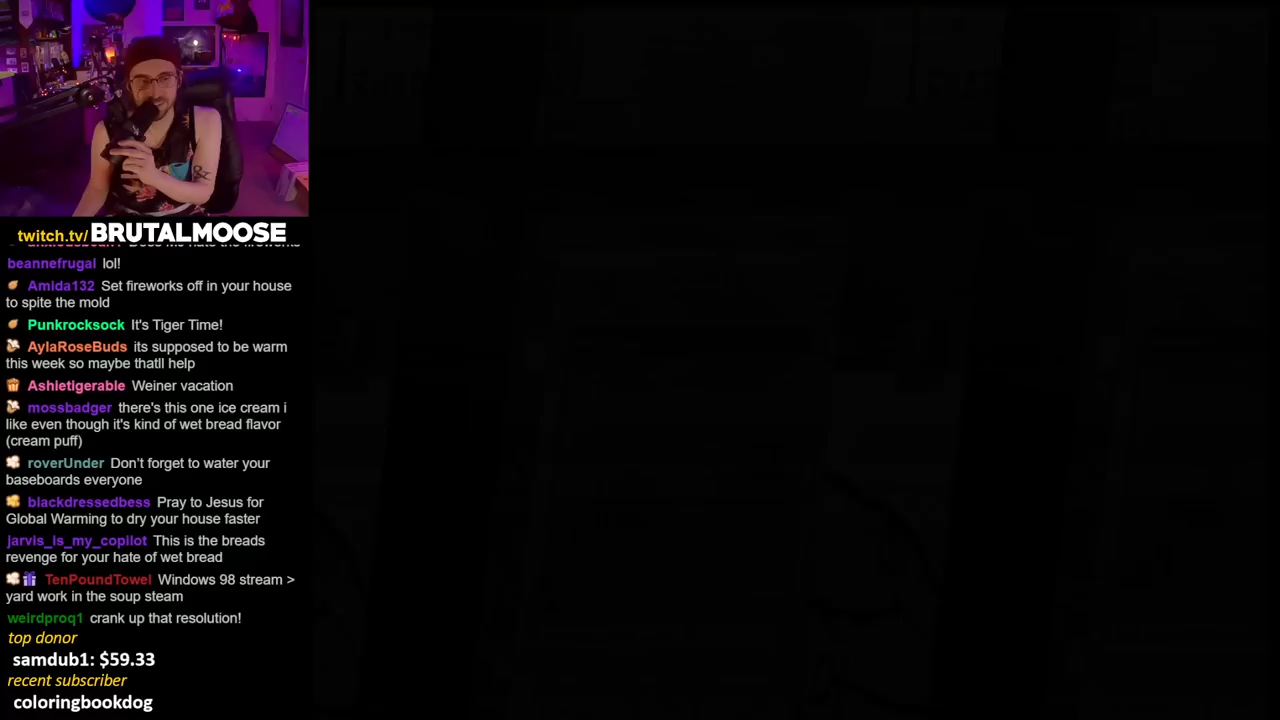 twitch.tv/BRUTALMOOSE
beannefrugal lol!
Amida132 Set fireworks off in your house
to spite the mold
Punkrocksock It's Tiger Time!
AylaRoseBuds its supposed to be warm
this week so maybe thatll help
Ashletigerable Weiner vacation
mossbadger there's this one ice cream i
like even though it's kind of wet bread flavor
(cream puff)
roverUnder Don't forget to water your
baseboards everyone
blackdressedbess Pray to Jesus for
Global Warming to dry your house faster
jarvis_is_my_copilot This is the breads
revenge for your hate of wet bread
TenPoundTowel Windows 98 stream >
yard work in the soup steam
weirdproq1 crank up that resolution!
top donor
samdub1: $59.33
recent subscriber
coloringbookdog